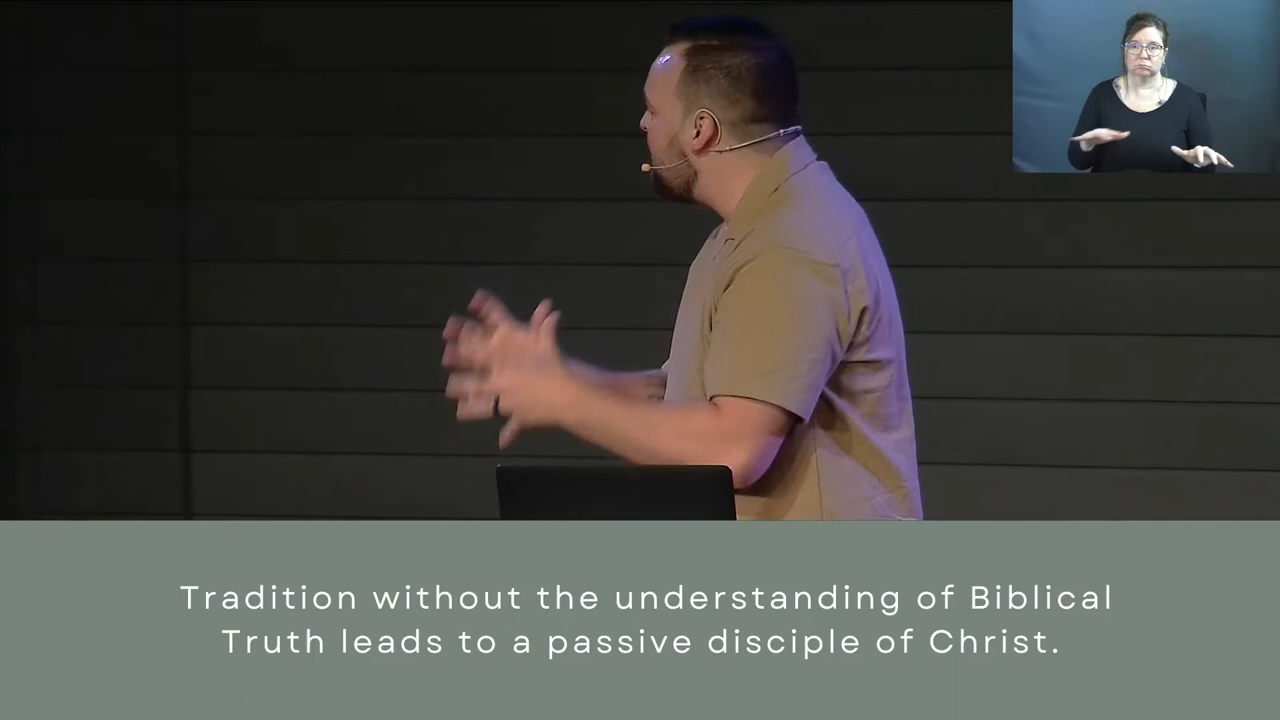 Tradition without the understanding of Biblical
Truth leads to a passive disciple of Christ.